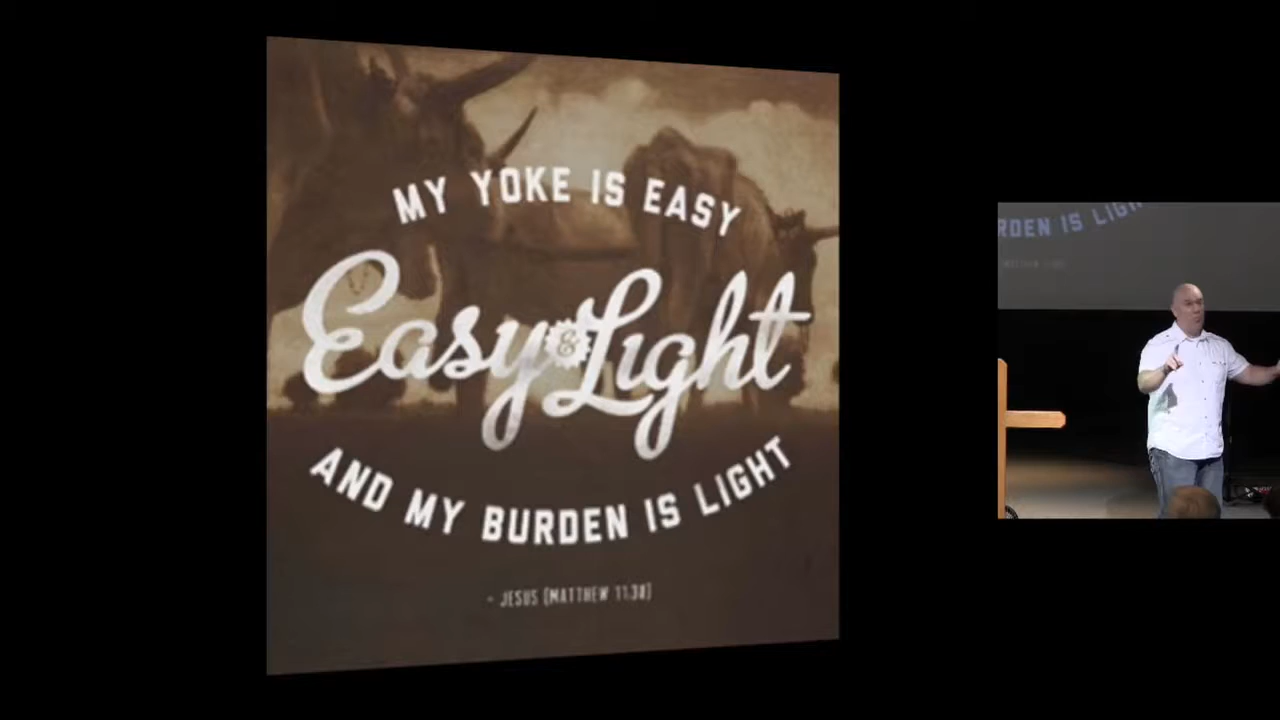 MY YOKE IS EASY
Easy & Light
AND MY BURDEN IS LIGHT
- JESUS (MATTHEW 11:30)
RDEN IS LIGH